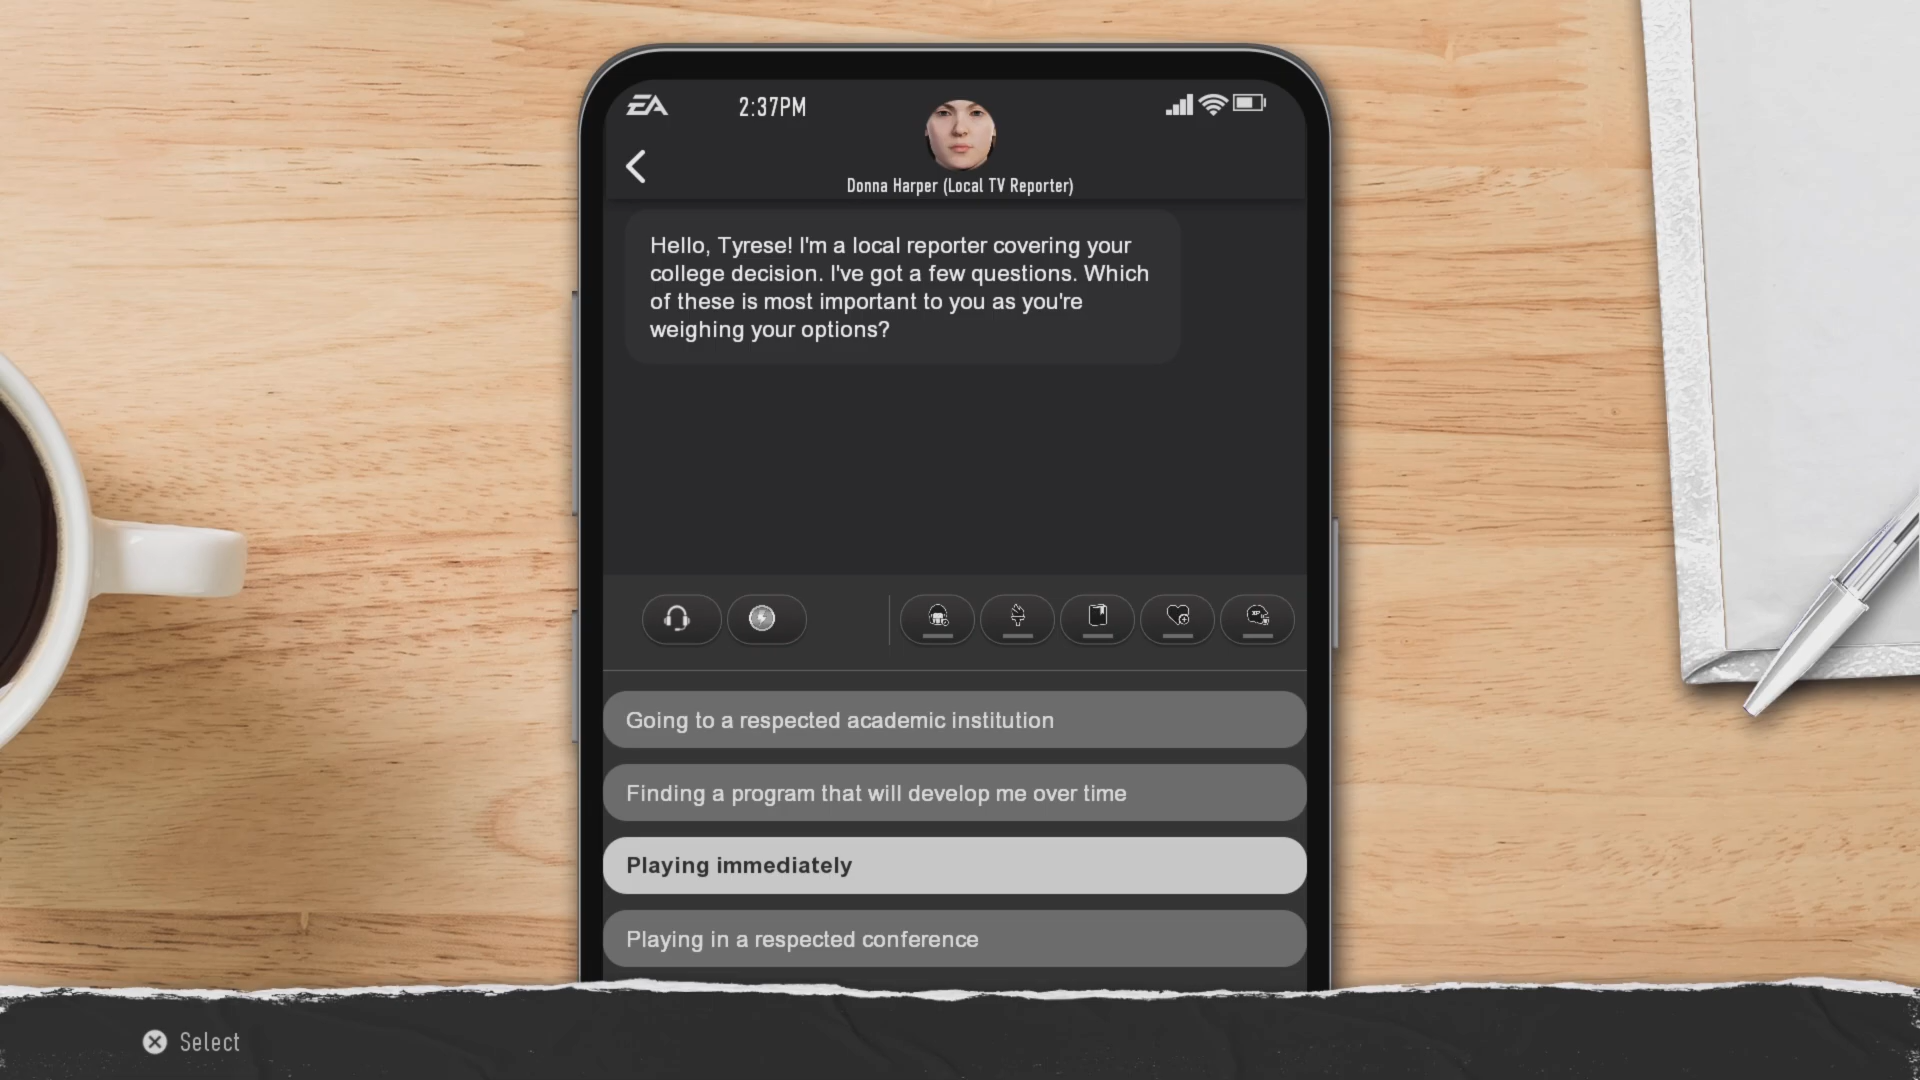 EA
2:37PM
Donna Harper (Local TV Reporter)
Hello, Tyrese! I'm a local reporter covering your
college decision. I've got a few questions. Which
of these is most important to you as you're
weighing your options?
XP
Going to a respected academic institution
Finding a program that will develop me over time
Playing immediately
Playing in a respected conference
Select